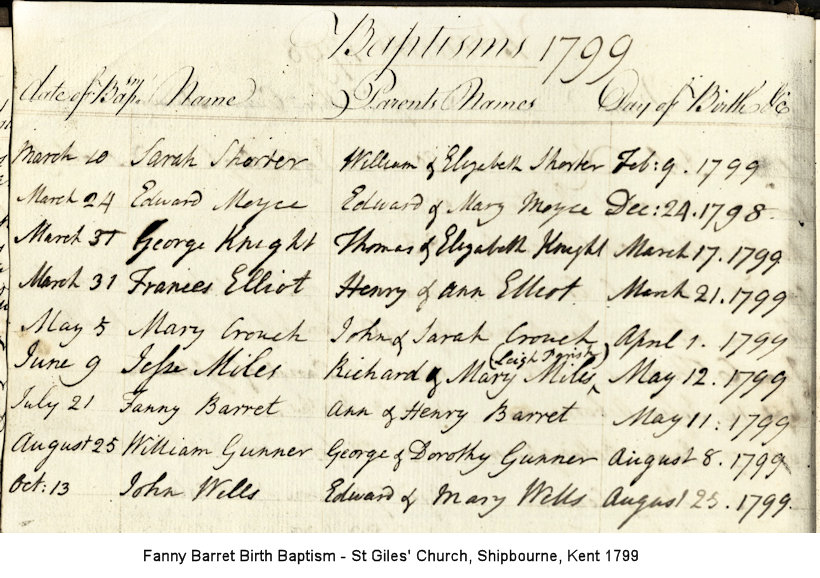 Baptisms 1799
date of Bapsm Name Parents Names Day of Birth &c
March 10 Sarah Shorter William & Elizabeth Shorter Feb: 9. 1799
March 24 Edward Moyce Edward & Mary Moyce Dec: 24. 1798
March 31 George Knight Thomas & Elizabeth Knight March 17. 1799
March 31 Frances Elliot Henry & Ann Elliot March 21. 1799
May 5 Mary Crouch John & Sarah Crouch April 1. 1799
(Leigh Parish)
June 9 Jesse Miles Richard & Mary Miles ^ May 12. 1799
July 21 Fanny Barret Ann & Henry Barret May 11: 1799
August 25 William Gunner George & Dorothy Gunner August 8. 1799
Oct: 13 John Wells Edward & Mary Wells August 25. 1799.
Fanny Barret Birth Baptism - St Giles' Church, Shipbourne, Kent 1799